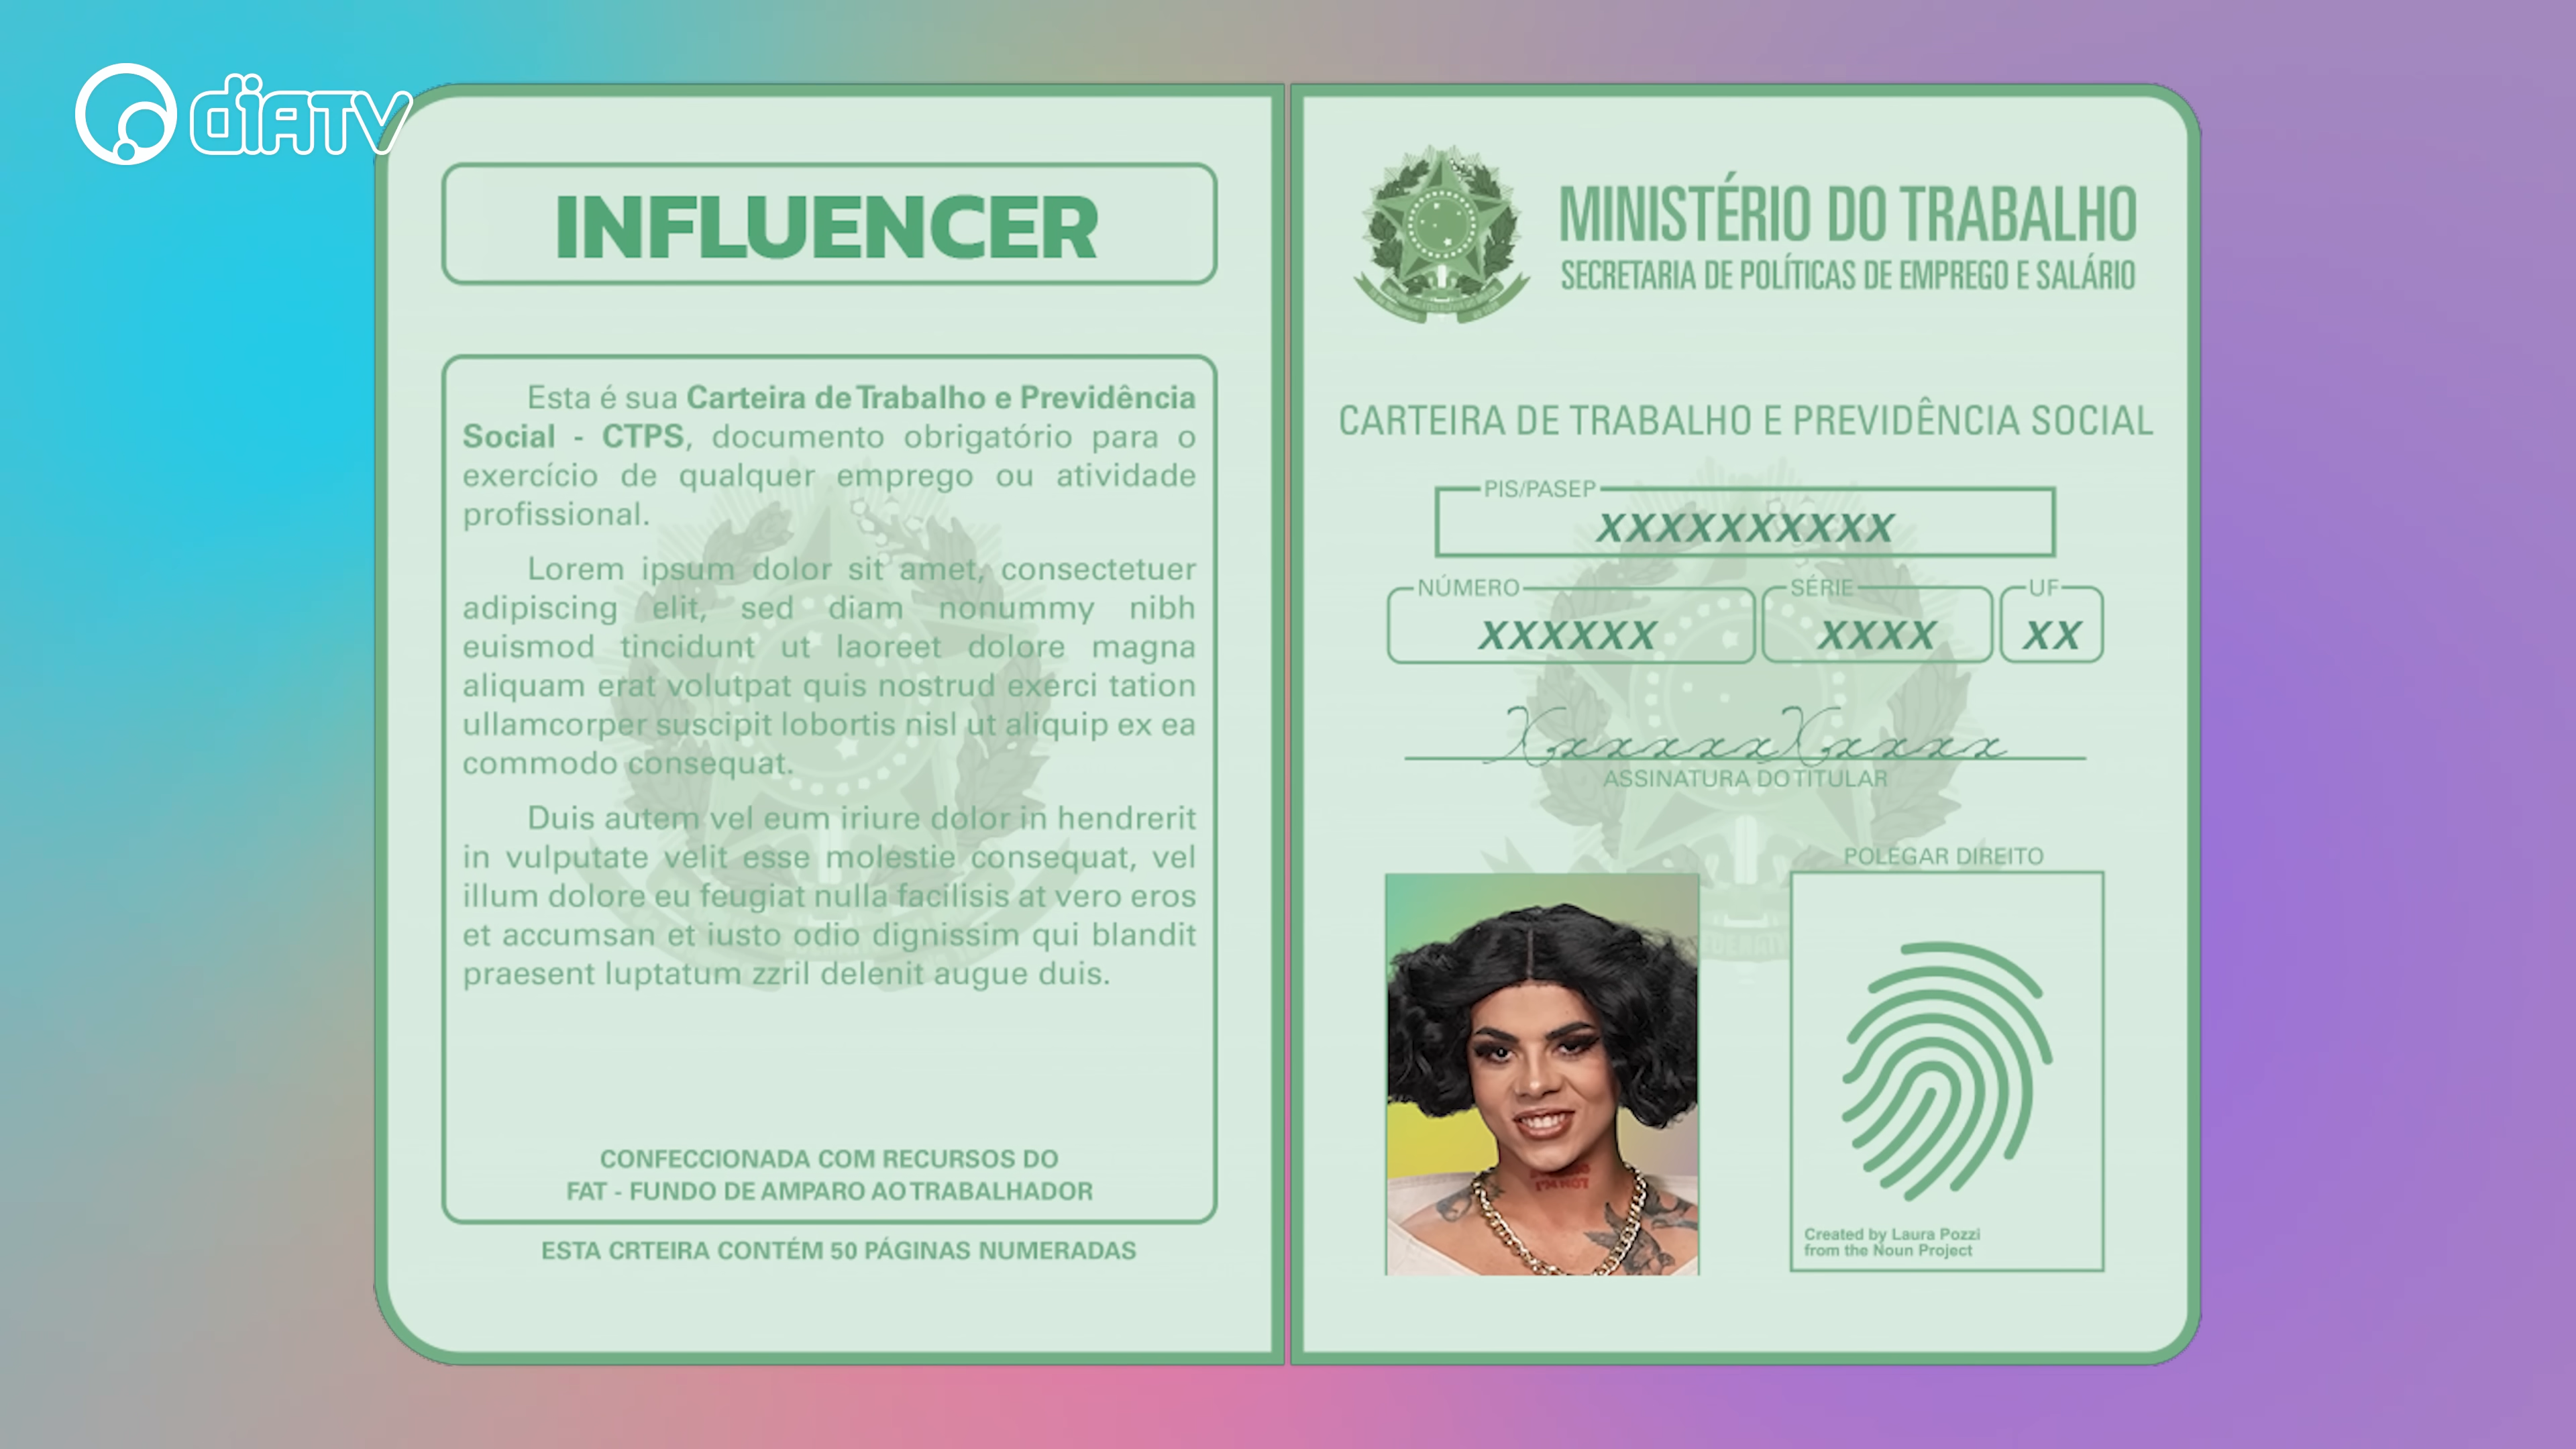 diATV
INFLUENCER
Esta é sua Carteira de Trabalho e Previdência
Social - CTPS, documento obrigatório para o
exercício de qualquer emprego ou atividade
profissional.
Lorem ipsum dolor sit amet, consectetuer
adipiscing elit, sed diam nonummy nibh
euismod tincidunt ut laoreet dolore magna
aliquam erat volutpat quis nostrud exerci tation
ullamcorper suscipit lobortis nisl ut aliquip ex ea
commodo consequat.
Duis autem vel eum iriure dolor in hendrerit
in vulputate velit esse molestie consequat, vel
illum dolore eu feugiat nulla facilisis at vero eros
et accumsan et iusto odio dignissim qui blandit
praesent luptatum zzril delenit augue duis.
CONFECCIONADA COM RECURSOS DO
FAT - FUNDO DE AMPARO AO TRABALHADOR
ESTA CRTEIRA CONTÉM 50 PÁGINAS NUMERADAS
MINISTÉRIO DO TRABALHO
SECRETARIA DE POLÍTICAS DE EMPREGO E SALÁRIO
CARTEIRA DE TRABALHO E PREVIDÊNCIA SOCIAL
PIS/PASEP
XXXXXXXXXX
NÚMERO SÉRIE UF
XXXXXX XXXX XX
XxxxxxXxxxx
ASSINATURA DO TITULAR
POLEGAR DIREITO
I'M NOT
Created by Laura Pozzi
from the Noun Project